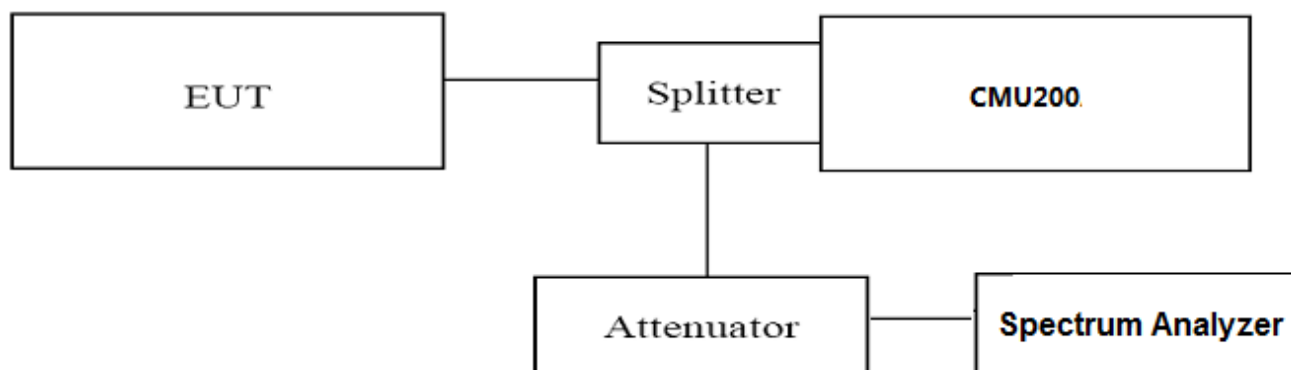 EUT
Splitter
CMU200.
Attenuator
Spectrum Analyzer